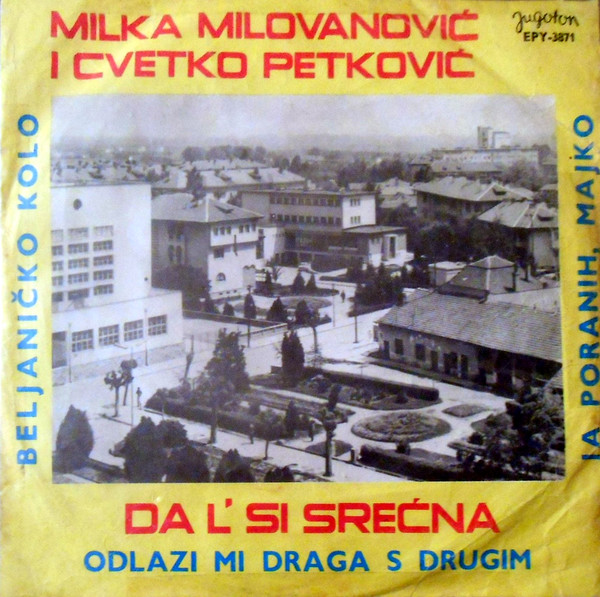 MILKA MILOVANOVIĆ
I CVETKO PETKOVIĆ
Jugoton
EPY-3871
BELJANIČKO KOLO
JA PORANIH, MAJKO
DA L' SI SREĆNA
ODLAZI MI DRAGA S DRUGIM